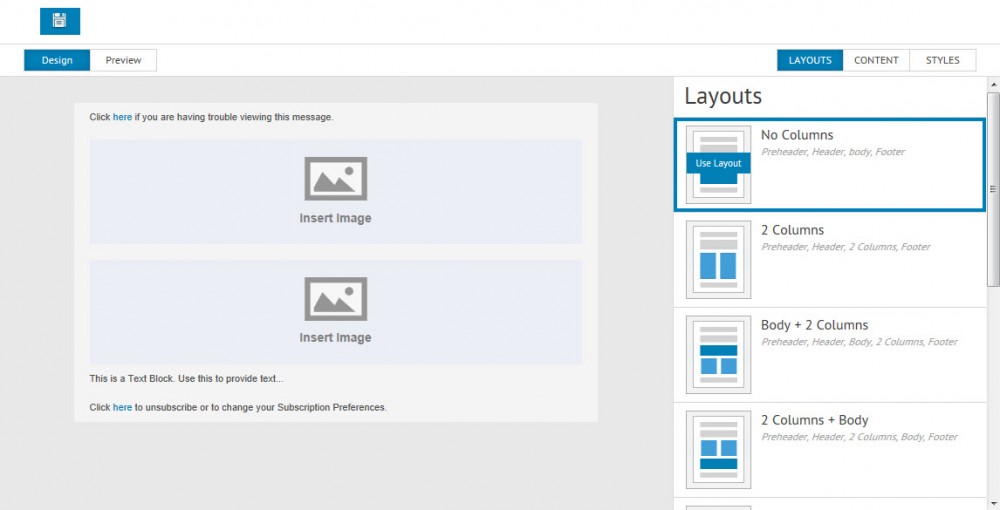 Design
Preview
LAYOUTS
CONTENT
STYLES
Click here if you are having trouble viewing this message.
Insert Image
Insert Image
This is a Text Block. Use this to provide text...
Click here to unsubscribe or to change your Subscription Preferences.
Layouts
Use Layout
No Columns
Preheader, Header, body, Footer
2 Columns
Preheader, Header, 2 Columns, Footer
Body + 2 Columns
Preheader, Header, Body, 2 Columns, Footer
2 Columns + Body
Preheader, Header, 2 Columns, Body, Footer